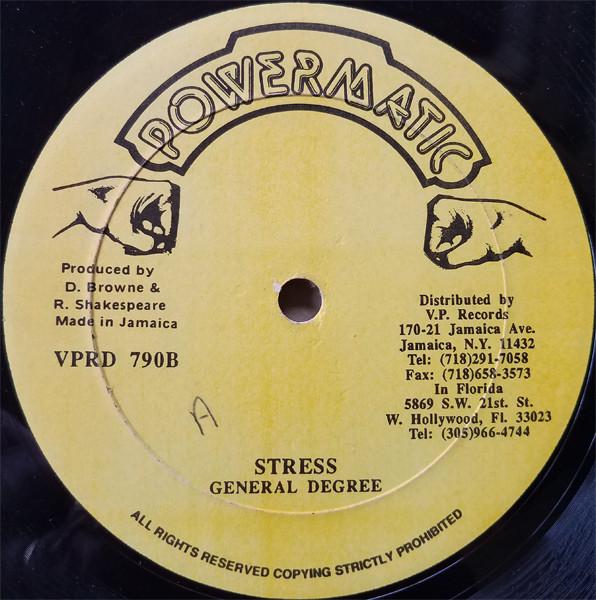 POWERMATIC
Produced by
D. Browne &
R. Shakespeare
Made in Jamaica
VPRD 790B
Distributed by
V.P. Records
170-21 Jamaica Ave.
Jamaica, N.Y. 11432
Tel: (718)291-7058
Fax: (718)658-3573
In Florida
5869 S.W. 21st. St.
W. Hollywood, Fl. 33023
Tel: (305)966-4744
A
STRESS
GENERAL DEGREE
ALL RIGHTS RESERVED COPYING STRICTLY PROHIBITED